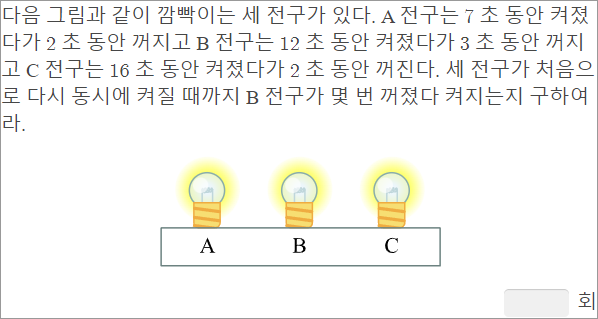 다음 그림과 같이 깜빡이는 세 전구가 있다. A 전구는 7 초 동안 켜졌
다가 2 초 동안 꺼지고 B 전구는 12 초 동안 켜졌다가 3 초 동안 꺼지
고 C 전구는 16 초 동안 켜졌다가 2 초 동안 꺼진다. 세 전구가 처음으
로 다시 동시에 켜질 때까지 B 전구가 몇 번 꺼졌다 켜지는지 구하여
라.
A B C
회